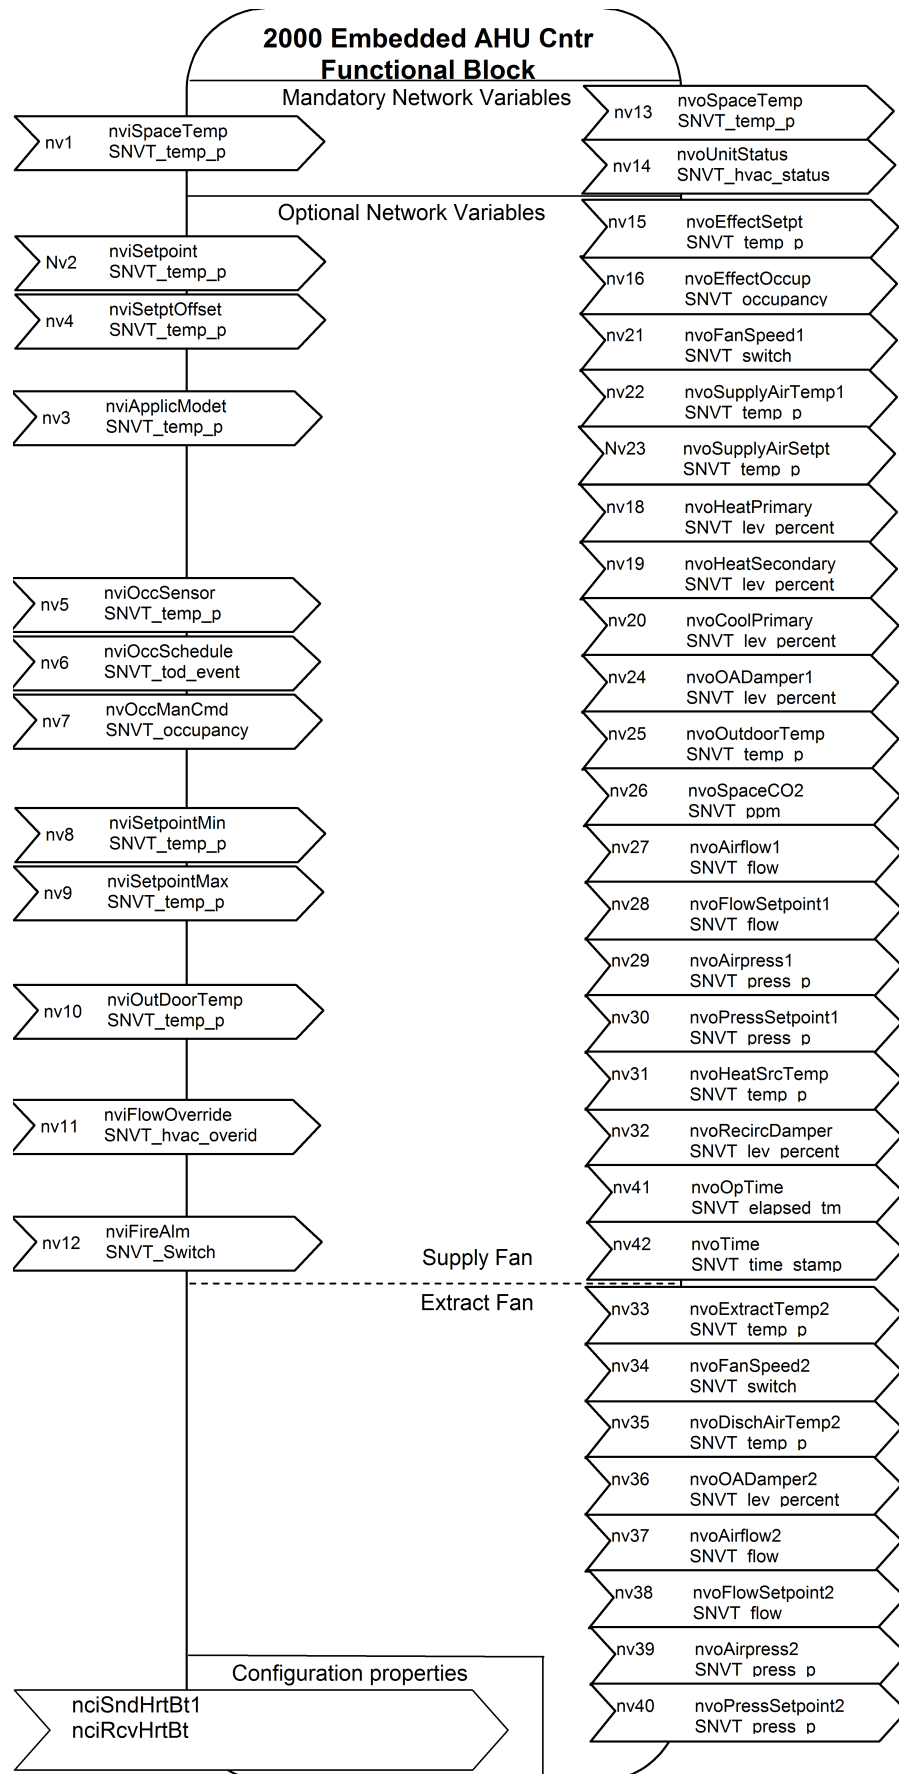 2000 Embedded AHU Cntr
Functional Block
Mandatory Network Variables
nv1 nviSpaceTemp
SNVT_temp_p
nv13 nvoSpaceTemp
SNVT_temp_p
nv14 nvoUnitStatus
SNVT_hvac_status
Optional Network Variables
Nv2 nviSetpoint
SNVT_temp_p
nv4 nviSetptOffset
SNVT_temp_p
nv3 nviApplicModet
SNVT_temp_p
nv5 nviOccSensor
SNVT_temp_p
nv6 nviOccSchedule
SNVT_tod_event
nv7 nvOccManCmd
SNVT_occupancy
nv8 nviSetpointMin
SNVT_temp_p
nv9 nviSetpointMax
SNVT_temp_p
nv10 nviOutDoorTemp
SNVT_temp_p
nv11 nviFlowOverride
SNVT_hvac_overid
nv12 nviFireAlm
SNVT_Switch
nv15 nvoEffectSetpt
SNVT_temp_p
nv16 nvoEffectOccup
SNVT_occupancy
nv21 nvoFanSpeed1
SNVT_switch
nv22 nvoSupplyAirTemp1
SNVT_temp_p
Nv23 nvoSupplyAirSetpt
SNVT_temp_p
nv18 nvoHeatPrimary
SNVT_lev_percent
nv19 nvoHeatSecondary
SNVT_lev_percent
nv20 nvoCoolPrimary
SNVT_lev_percent
nv24 nvoOADamper1
SNVT_lev_percent
nv25 nvoOutdoorTemp
SNVT_temp_p
nv26 nvoSpaceCO2
SNVT_ppm
nv27 nvoAirflow1
SNVT_flow
nv28 nvoFlowSetpoint1
SNVT_flow
nv29 nvoAirpress1
SNVT_press_p
nv30 nvoPressSetpoint1
SNVT_press_p
nv31 nvoHeatSrcTemp
SNVT_temp_p
nv32 nvoRecircDamper
SNVT_lev_percent
nv41 nvoOpTime
SNVT_elapsed_tm
nv42 nvoTime
SNVT_time_stamp
Supply Fan
Extract Fan
nv33 nvoExtractTemp2
SNVT_temp_p
nv34 nvoFanSpeed2
SNVT_switch
nv35 nvoDischAirTemp2
SNVT_temp_p
nv36 nvoOADamper2
SNVT_lev_percent
nv37 nvoAirflow2
SNVT_flow
nv38 nvoFlowSetpoint2
SNVT_flow
nv39 nvoAirpress2
SNVT_press_p
nv40 nvoPressSetpoint2
SNVT_press_p
Configuration properties
nciSndHrtBt1
nciRcvHrtBt